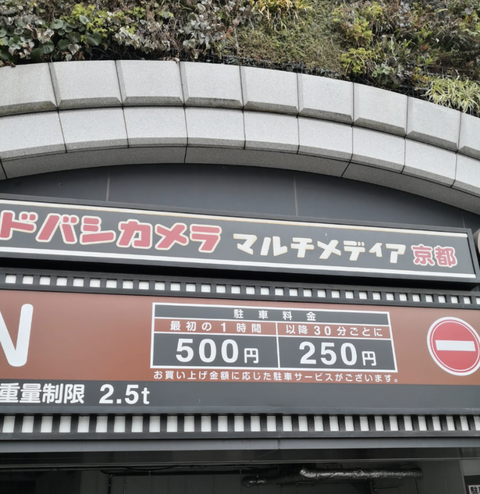 ドバシカメラ マルチメディア 京都
N
駐車料金
最初の1時間 以降30分ごとに
500円 250円
お買い上げ金額に応じた駐車サービスがございます。
重量制限 2.5t